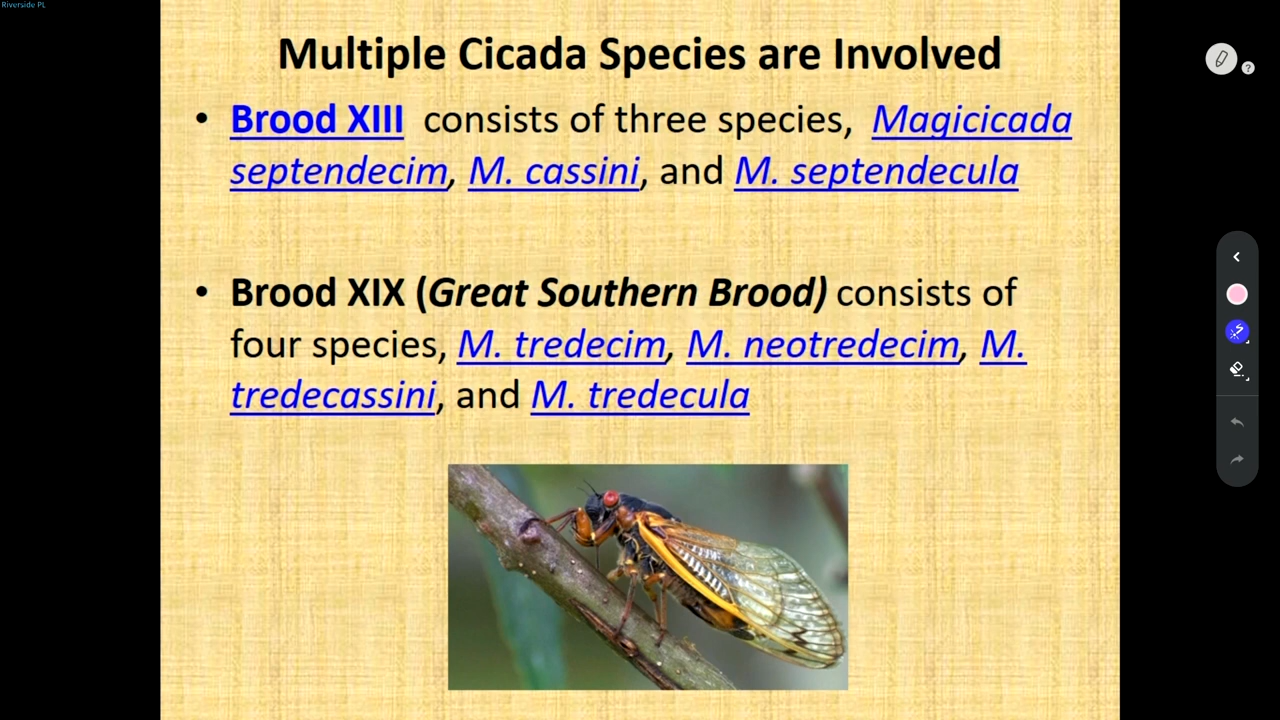 Riverside PL
Multiple Cicada Species are Involved
• Brood XIII consists of three species, Magicicada
septendecim, M. cassini, and M. septendecula
• Brood XIX (Great Southern Brood) consists of
four species, M. tredecim, M. neotredecim, M.
tredecassini, and M. tredecula
?